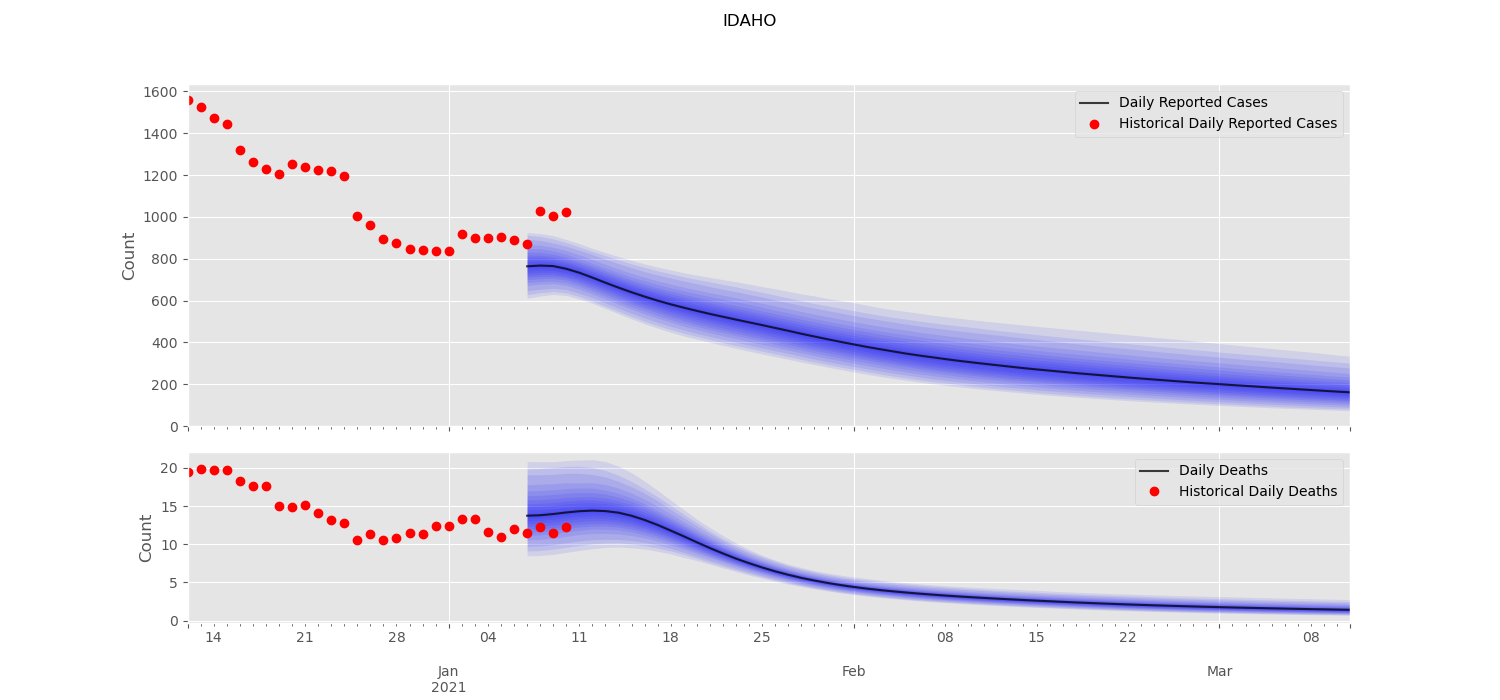 IDAHO
1600
1400
1200
1000
800
600
400
200
0
Count
Daily Reported Cases
Historical Daily Reported Cases
20
15
10
5
0
Count
Daily Deaths
Historical Daily Deaths
14 21 28 04 11 18 25 08 15 22 08
Jan Feb Mar
2021